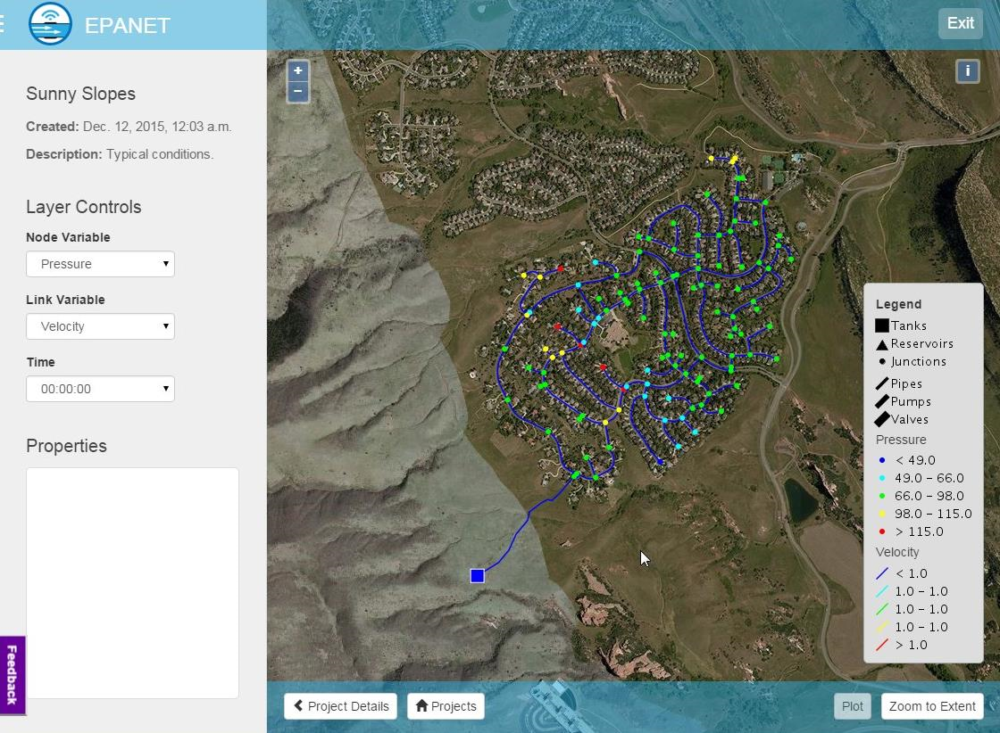 EPANET
Exit
Sunny Slopes
Created: Dec. 12, 2015, 12:03 a.m.
Description: Typical conditions.
Layer Controls
Node Variable
Pressure
Link Variable
Velocity
Time
00:00:00
Properties
+
−
i
Legend
Tanks
Reservoirs
Junctions
Pipes
Pumps
Valves
Pressure
< 49.0
49.0 – 66.0
66.0 – 98.0
98.0 – 115.0
> 115.0
Velocity
< 1.0
1.0 – 1.0
1.0 – 1.0
1.0 – 1.0
> 1.0
Feedback
Project Details
Projects
Plot
Zoom to Extent